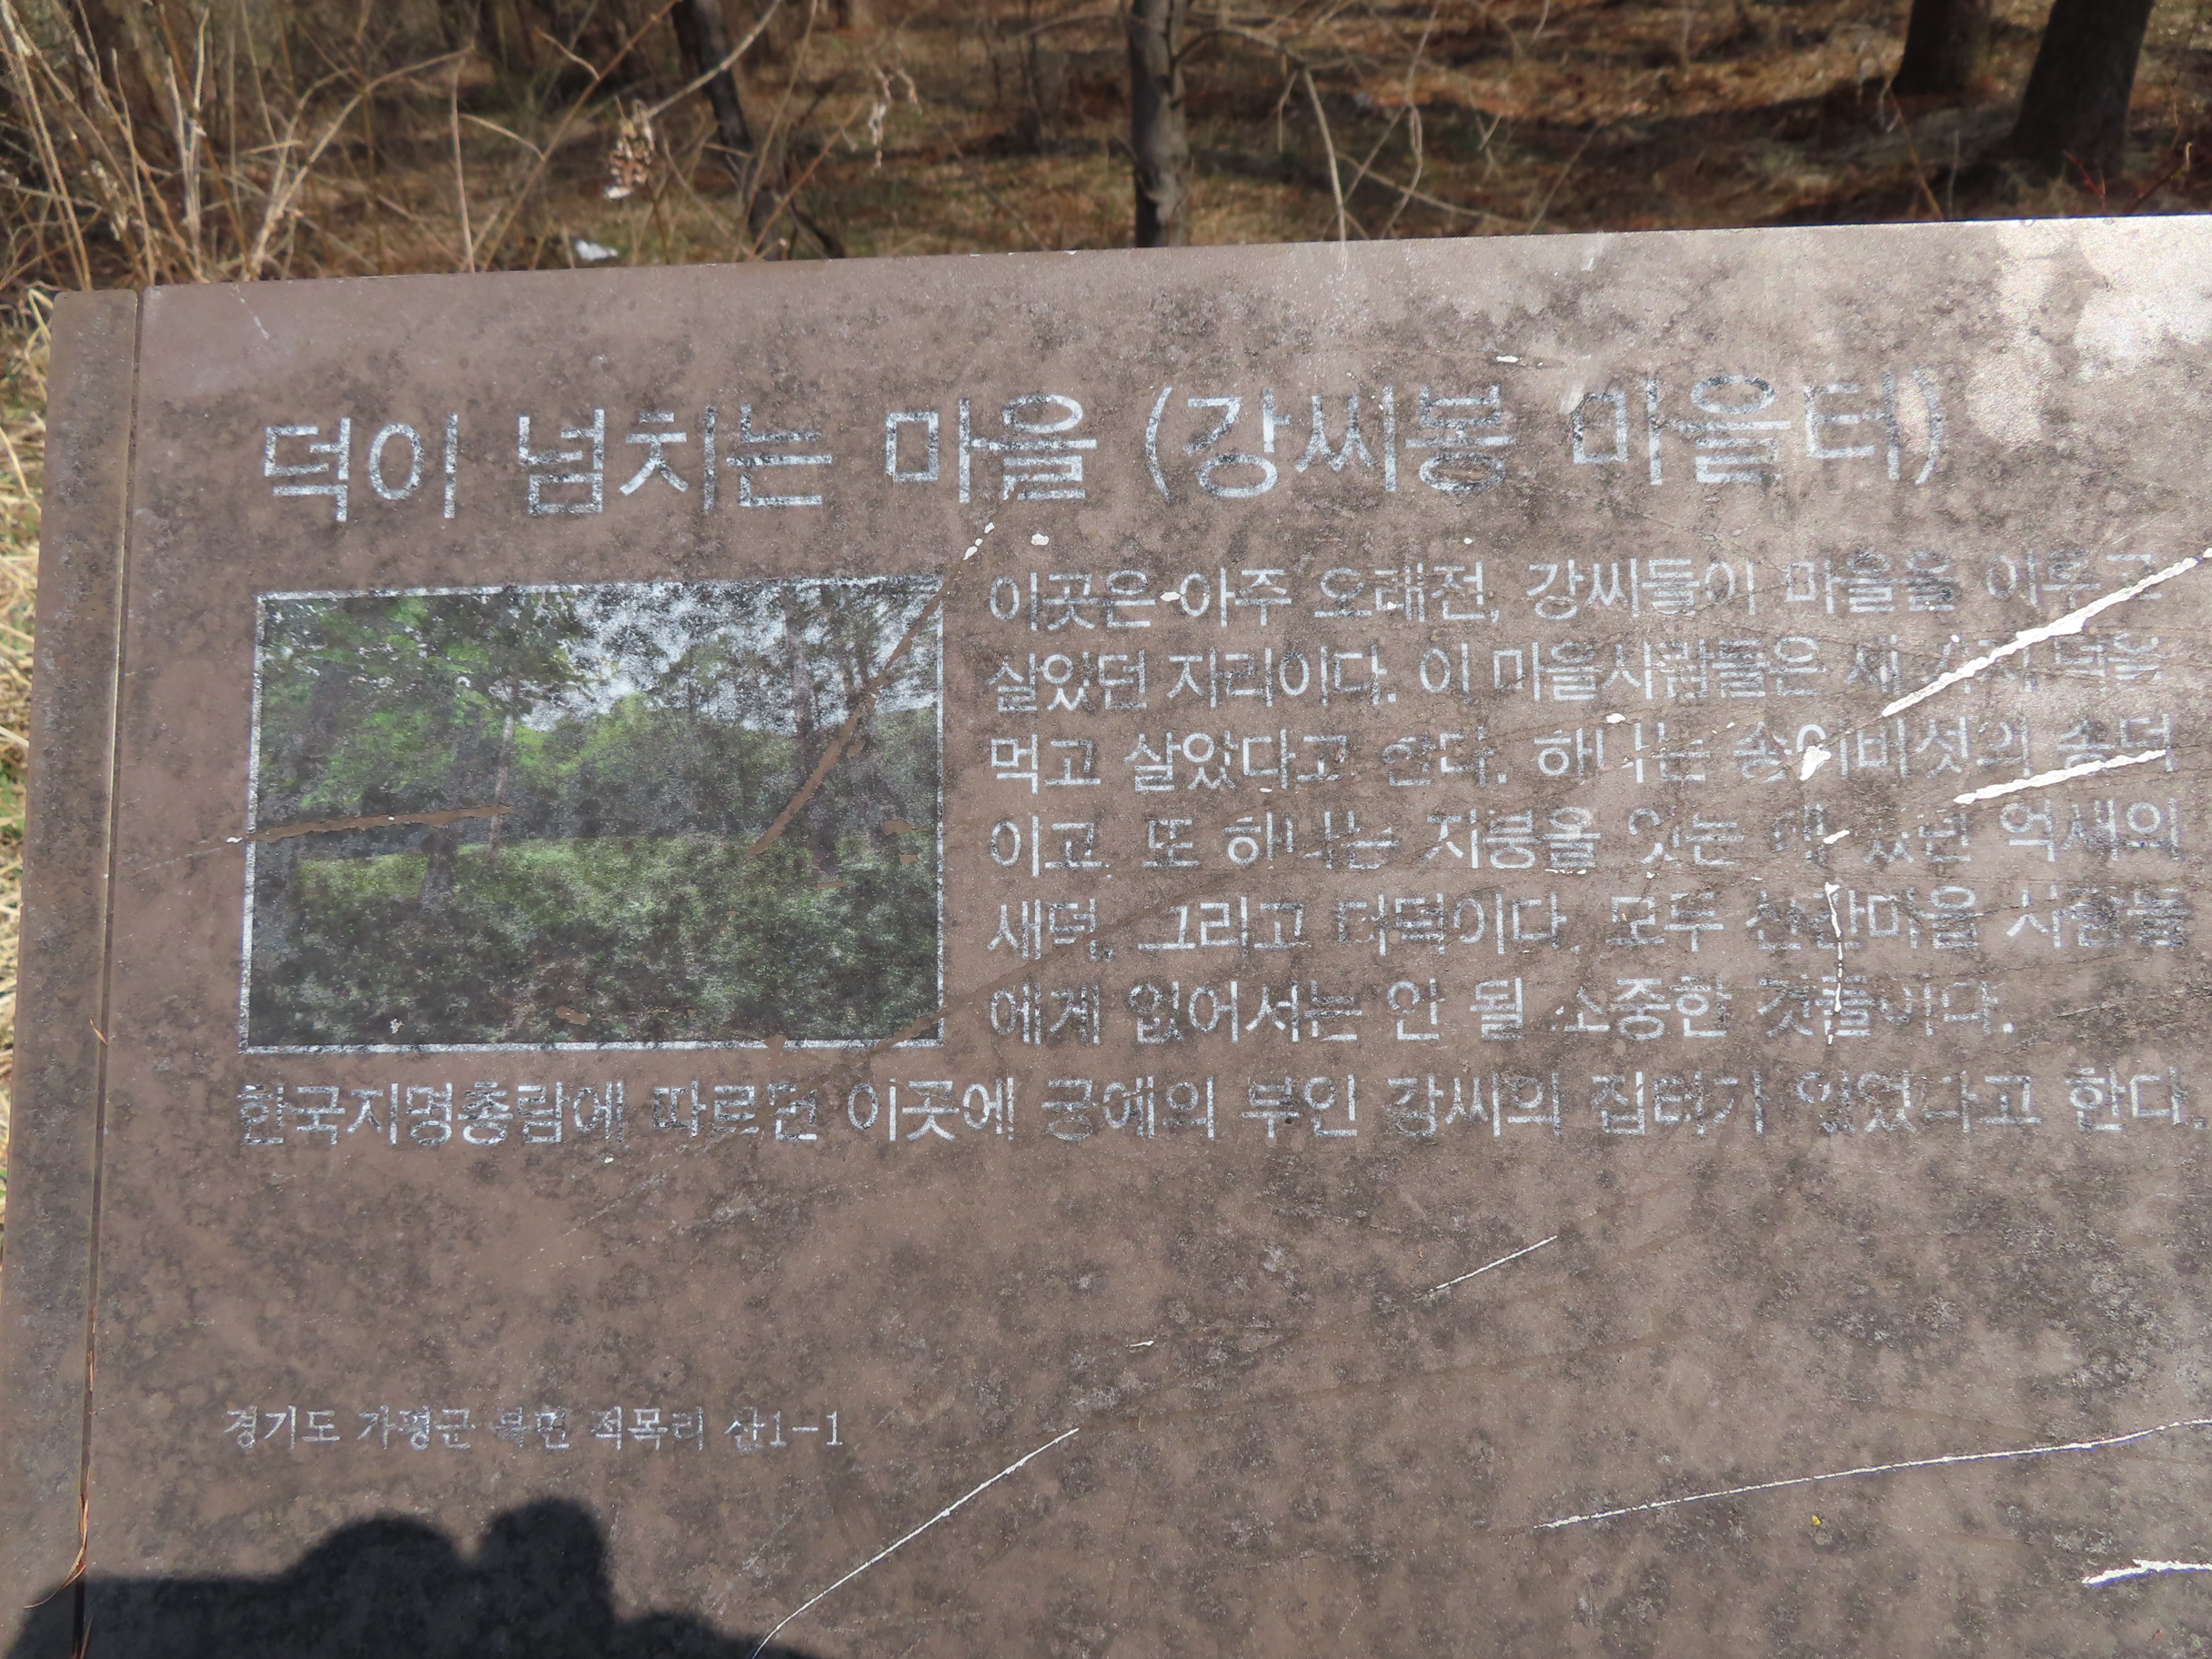 덕이 넘치는 마을 (강씨봉 마을터)
이곳은 아주 오래전, 강씨들이 마을을 이루고
살았던 자리이다. 이 마을사람들은 세 가지 덕을
먹고 살았다고 한다. 하나는 송이버섯의 송덕
이고, 또 하나는 지붕을 잇는 데 쓰던 억새의
새덕, 그리고 더덕이다. 모두 산간마을 사람들
에게 없어서는 안 될 소중한 것들이다.
한국지명총람에 따르면 이곳에 궁예의 부인 강씨의 집터가 있었다고 한다.
경기도 가평군 북면 적목리 산1-1